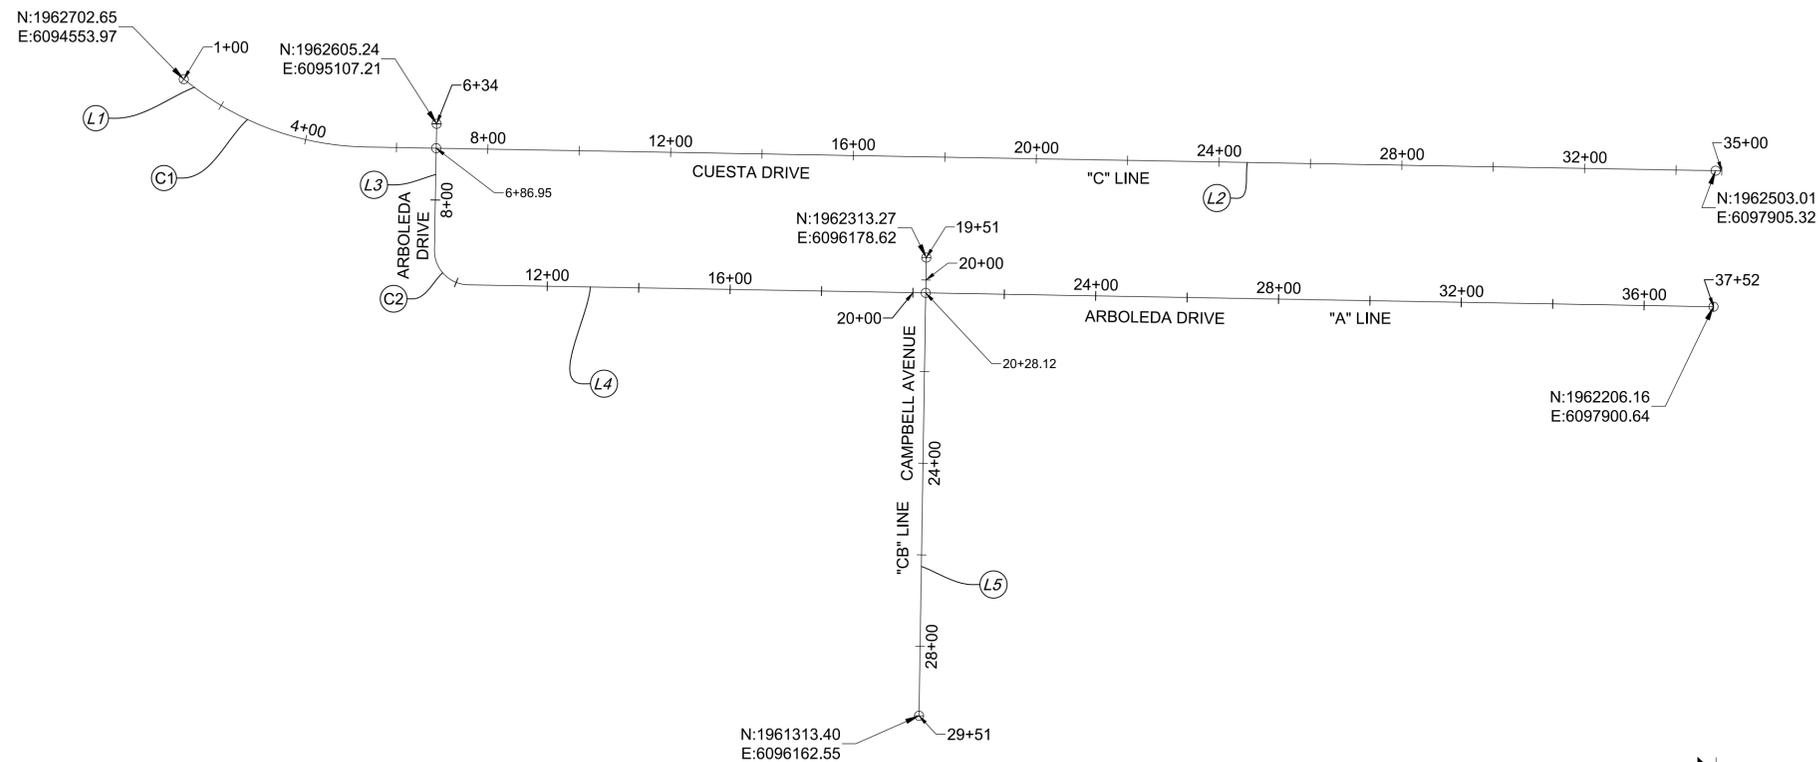 N:1962702.65
E:6094553.97
1+00
N:1962605.24
E:6095107.21
6+34
L1
4+00
C1
8+00
12+00
16+00
20+00
24+00
28+00
32+00
35+00
CUESTA DRIVE
"C" LINE
L2
N:1962503.01
E:6097905.32
L3
6+86.95
8+00
ARBOLEDA
DRIVE
N:1962313.27
E:6096178.62
19+51
20+00
C2
12+00
16+00
20+00
24+00
28+00
32+00
36+00
37+52
ARBOLEDA DRIVE
"A" LINE
20+28.12
L4
N:1962206.16
E:6097900.64
"CB" LINE CAMPBELL AVENUE
24+00
L5
28+00
N:1961313.40
E:6096162.55
29+51